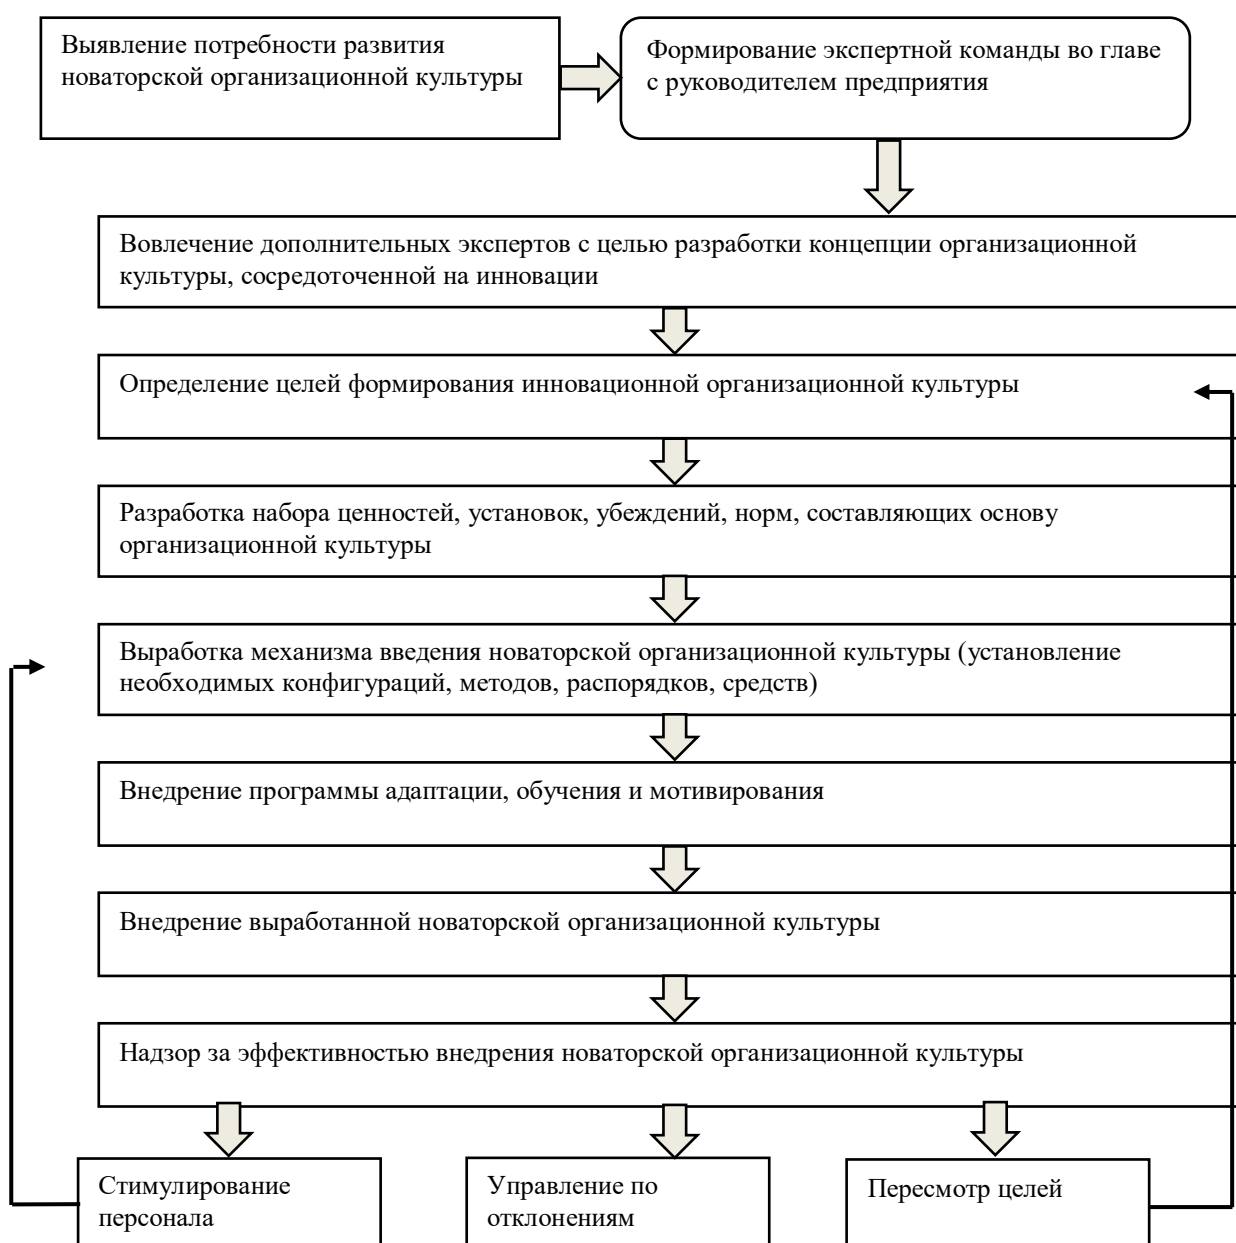 Выявление потребности развития
новаторской организационной культуры
Формирование экспертной команды во главе
с руководителем предприятия
Вовлечение дополнительных экспертов с целью разработки концепции организационной
культуры, сосредоточенной на инновации
Определение целей формирования инновационной организационной культуры
Разработка набора ценностей, установок, убеждений, норм, составляющих основу
организационной культуры
Выработка механизма введения новаторской организационной культуры (установление
необходимых конфигураций, методов, распорядков, средств)
Внедрение программы адаптации, обучения и мотивирования
Внедрение выработанной новаторской организационной культуры
Надзор за эффективностью внедрения новаторской организационной культуры
Стимулирование
персонала
Управление по
отклонениям
Пересмотр целей